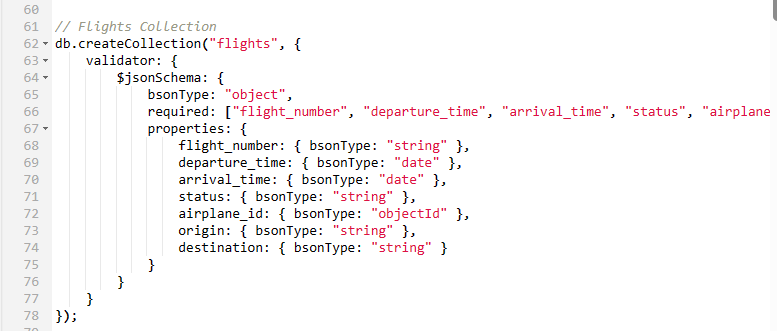 60
61 // Flights Collection
62 db.createCollection("flights", {
63     validator: {
64         $jsonSchema: {
65             bsonType: "object",
66             required: ["flight_number", "departure_time", "arrival_time", "status", "airplane
67             properties: {
68                 flight_number: { bsonType: "string" },
69                 departure_time: { bsonType: "date" },
70                 arrival_time: { bsonType: "date" },
71                 status: { bsonType: "string" },
72                 airplane_id: { bsonType: "objectId" },
73                 origin: { bsonType: "string" },
74                 destination: { bsonType: "string" }
75             }
76         }
77     }
78 });